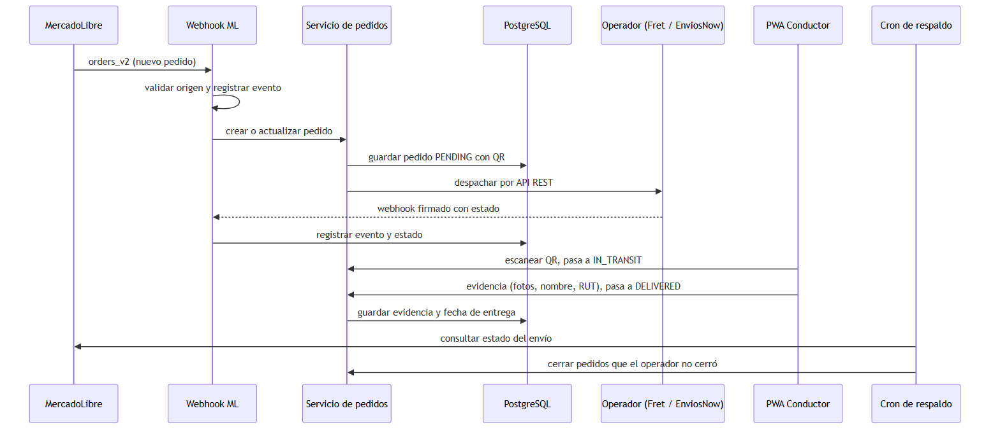 MercadoLibre
Webhook ML
Servicio de pedidos
PostgreSQL
Operador (Fret / EnviosNow)
PWA Conductor
Cron de respaldo
orders_v2 (nuevo pedido)
validar origen y registrar evento
crear o actualizar pedido
guardar pedido PENDING con QR
despachar por API REST
webhook firmado con estado
registrar evento y estado
escanear QR, pasa a IN_TRANSIT
evidencia (fotos, nombre, RUT), pasa a DELIVERED
guardar evidencia y fecha de entrega
consultar estado del envío
cerrar pedidos que el operador no cerró
MercadoLibre
Webhook ML
Servicio de pedidos
PostgreSQL
Operador (Fret / EnviosNow)
PWA Conductor
Cron de respaldo